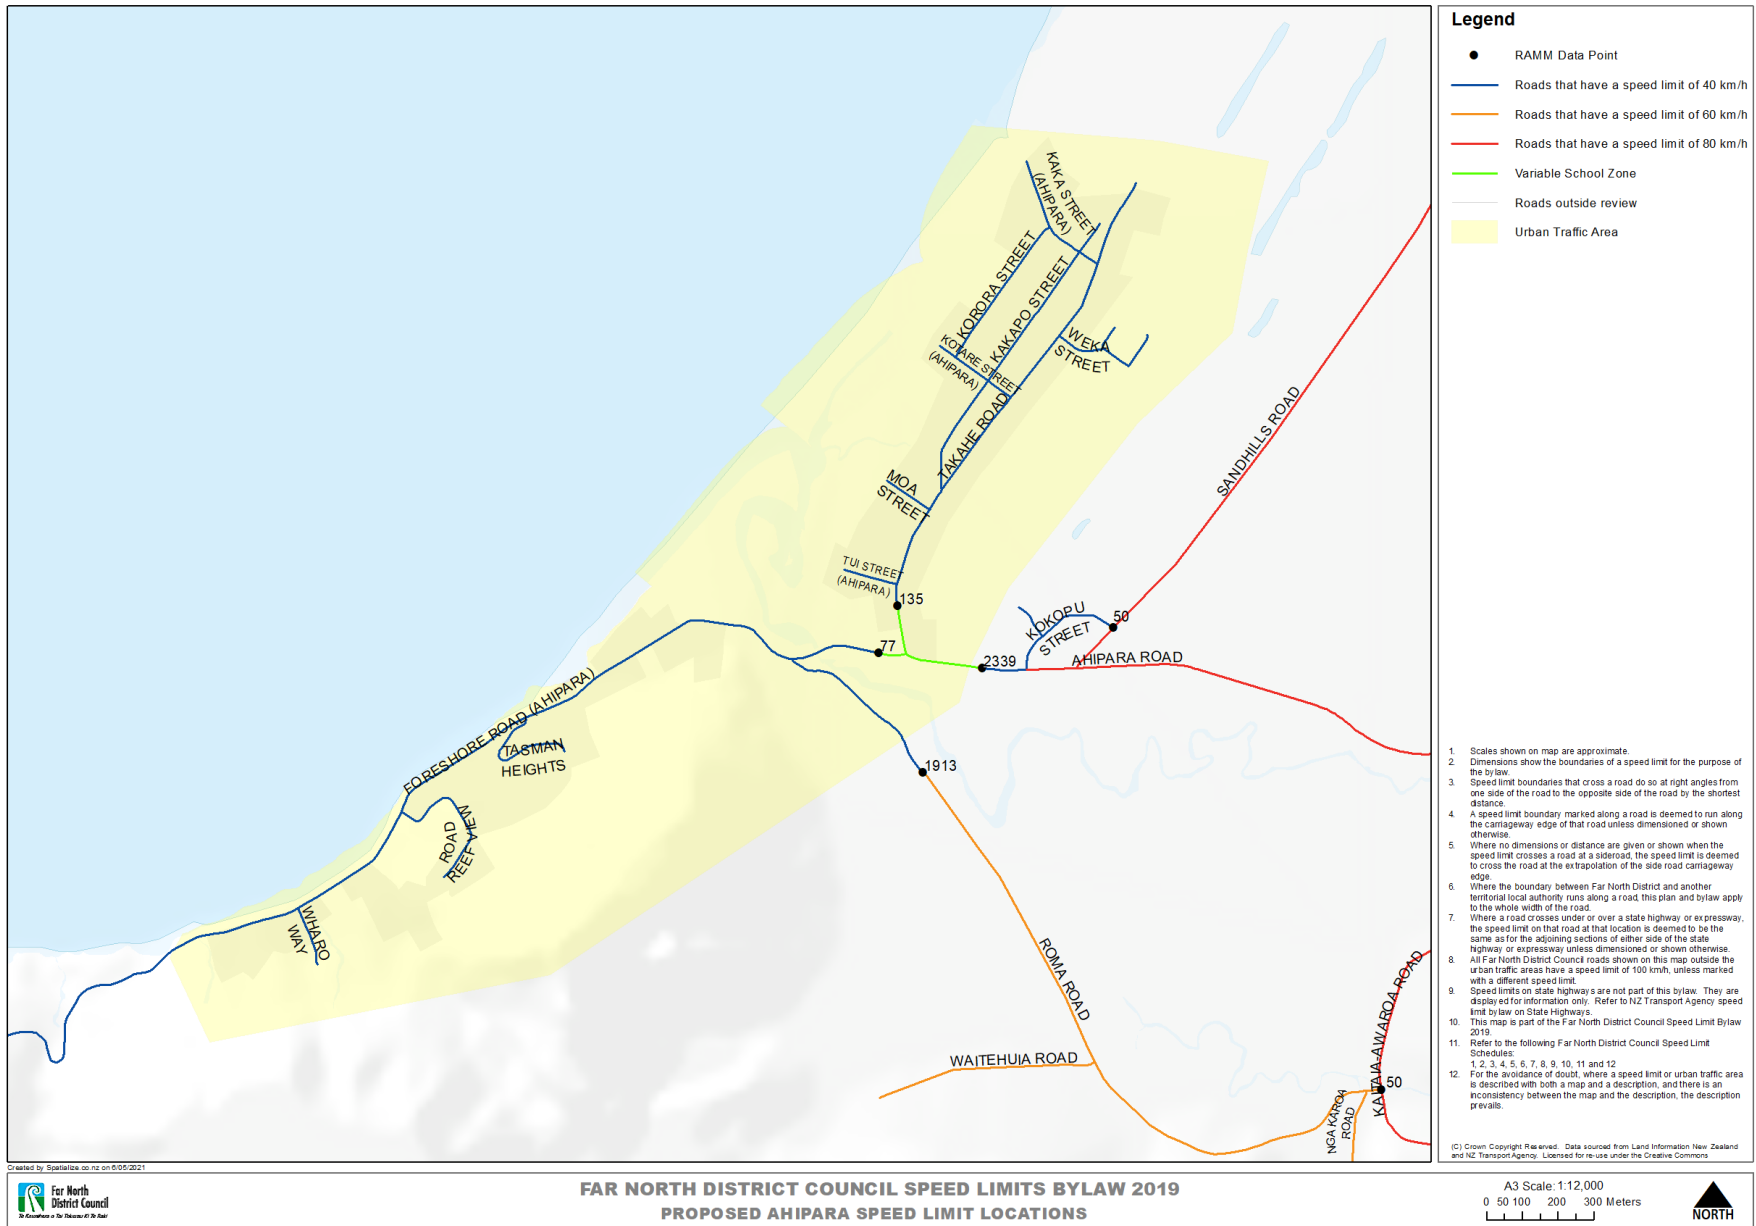 KAKA STREET
(AHIPARA)
KORORA STREET
KAKAPO STREET
KOTARE STREET
(AHIPARA)
WEKA
STREET
TAKAHE ROAD
MOA
STREET
TUI STREET
(AHIPARA)
135
77
2339
50
KOKOPU
STREET
AHIPARA ROAD
SANDHILLS ROAD
1913
FORESHORE ROAD (AHIPARA)
TASMAN
HEIGHTS
REEF VIEW
ROAD
WHARO
WAY
ROMA ROAD
WAITEHUIA ROAD
NGA KAROA
ROAD
KAITAIA-AWAROA ROAD
50
Legend
RAMM Data Point
Roads that have a speed limit of 40 km/h
Roads that have a speed limit of 60 km/h
Roads that have a speed limit of 80 km/h
Variable School Zone
Roads outside review
Urban Traffic Area
1. Scales shown on map are approximate.
2. Dimensions show the boundaries of a speed limit for the purpose of
the bylaw.
3. Speed limit boundaries that cross a road do so at right angles from
one side of the road to the opposite side of the road by the shortest
distance.
4. A speed limit boundary marked along a road is deemed to run along
the carriageway edge of that road unless dimensioned or shown
otherwise.
5. Where no dimensions or distance are given or shown when the
speed limit crosses a road at a sideroad, the speed limit is deemed
to cross the road at the extrapolation of the side road carriageway
edge.
6. Where the boundary between Far North District and another
territorial local authority runs along a road, this plan and bylaw apply
to the whole width of the road.
7. Where a road crosses under or over a state highway or expressway,
the speed limit on that road at that location is deemed to be the
same as for the adjoining sections of either side of the state
highway or expressway unless dimensioned or shown otherwise.
8. All Far North District Council roads shown on this map outside the
urban traffic areas have a speed limit of 100 km/h, unless marked
with a different speed limit.
9. Speed limits on state highways are not part of this bylaw. They are
displayed for information only. Refer to NZ Transport Agency speed
limit bylaw on State Highways.
10. This map is part of the Far North District Council Speed Limit Bylaw
2019.
11. Refer to the following Far North District Council Speed Limit
Schedules:
1, 2, 3, 4, 5, 6, 7, 8, 9, 10, 11 and 12
12. For the avoidance of doubt, where a speed limit or urban traffic area
is described with both a map and a description, and there is an
inconsistency between the map and the description, the description
prevails.
(C) Crown Copyright Reserved. Data sourced from Land Information New Zealand
and NZ Transport Agency. Licensed for re-use under the Creative Commons
Created by Spatialize.co.nz on 6/05/2021
Far North
District Council
FAR NORTH DISTRICT COUNCIL SPEED LIMITS BYLAW 2019
PROPOSED AHIPARA SPEED LIMIT LOCATIONS
A3 Scale: 1:12,000
0 50 100 200 300 Meters
NORTH